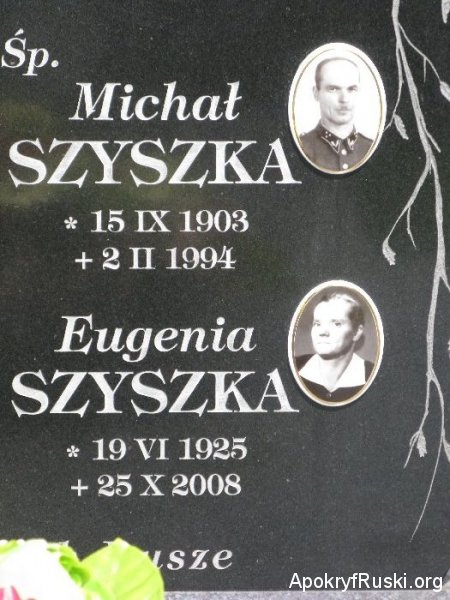 Śp.
Michał
SZYSZKA
* 15 IX 1903
+ 2 II 1994
Eugenia
SZYSZKA
* 19 VI 1925
+ 25 X 2008
ApokryfRuski.org